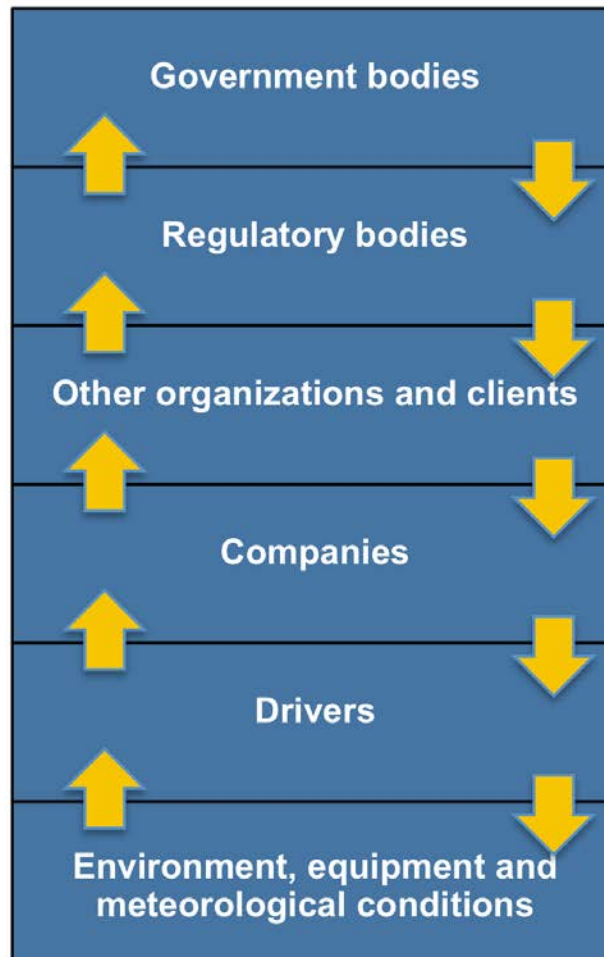 Government bodies
Regulatory bodies
Other organizations and clients
Companies
Drivers
Environment, equipment and
meteorological conditions